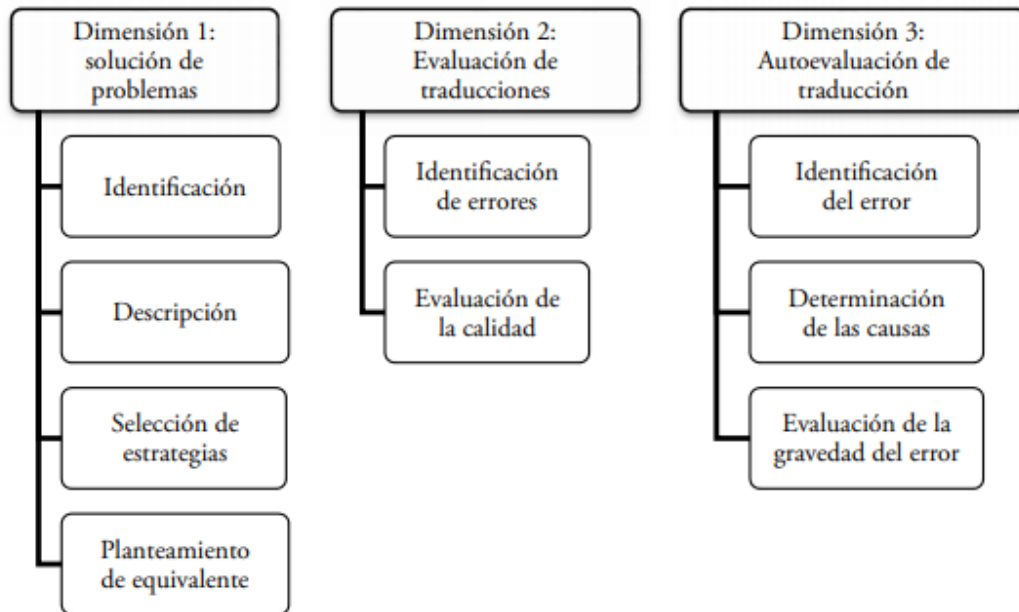 Dimensión 1:
solución de
problemas
Identificación
Descripción
Selección de
estrategias
Planteamiento
de equivalente
Dimensión 2:
Evaluación de
traducciones
Identificación
de errores
Evaluación de
la calidad
Dimensión 3:
Autoevaluación de
traducción
Identificación
del error
Determinación
de las causas
Evaluación de la
gravedad del error